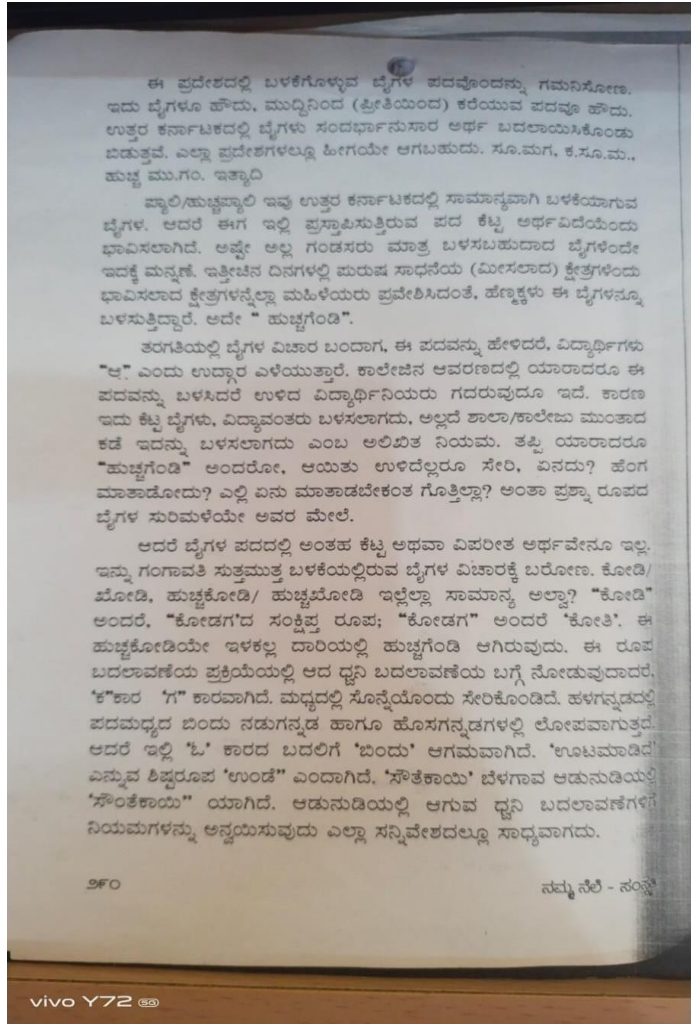 ಈ ಪ್ರದೇಶದಲ್ಲಿ ಬಳಕೆಗೊಳ್ಳುವ ಬೈಗಳ ಪದವೊಂದನ್ನು ಗಮನಿಸೋಣ.
ಇದು ಬೈಗಳೂ ಹೌದು, ಮುದ್ದಿನಿಂದ (ಪ್ರೀತಿಯಿಂದ) ಕರೆಯುವ ಪದವೂ ಹೌದು.
ಉತ್ತರ ಕರ್ನಾಟಕದಲ್ಲಿ ಬೈಗಳು ಸಂದರ್ಭಾನುಸಾರ ಅರ್ಥ ಬದಲಾಯಿಸಿಕೊಂಡು
ಬಿಡುತ್ತವೆ. ಎಲ್ಲಾ ಪ್ರದೇಶಗಳಲ್ಲೂ ಹೀಗಯೇ ಆಗಬಹುದು. ಸೂ.ಮಗ, ಕ.ಸೂ.ಮ.,
ಹುಚ್ಚ ಮು.ಗಂ. ಇತ್ಯಾದಿ
ಪ್ಯಾಲಿ/ಹುಚ್ಚಪ್ಯಾಲಿ ಇವು ಉತ್ತರ ಕರ್ನಾಟಕದಲ್ಲಿ ಸಾಮಾನ್ಯವಾಗಿ ಬಳಕೆಯಾಗುವ
ಬೈಗಳ. ಆದರೆ ಈಗ ಇಲ್ಲಿ ಪ್ರಸ್ತಾಪಿಸುತ್ತಿರುವ ಪದ ಕೆಟ್ಟ ಅರ್ಥವಿದೆಯೆಂದು
ಭಾವಿಸಲಾಗಿದೆ. ಅಷ್ಟೇ ಅಲ್ಲ ಗಂಡಸರು ಮಾತ್ರ ಬಳಸಬಹುದಾದ ಬೈಗಳೆಂದೇ
ಇದಕ್ಕೆ ಮನ್ನಣೆ. ಇತ್ತೀಚಿನ ದಿನಗಳಲ್ಲಿ ಪುರುಷ ಸಾಧನೆಯ (ಮೀಸಲಾದ) ಕ್ಷೇತ್ರಗಳೆಂದು
ಭಾವಿಸಲಾದ ಕ್ಷೇತ್ರಗಳನ್ನೆಲ್ಲಾ ಮಹಿಳೆಯರು ಪ್ರವೇಶಿಸಿದಂತೆ, ಹೆಣ್ಮಕ್ಕಳು ಈ ಬೈಗಳನ್ನೂ
ಬಳಸುತ್ತಿದ್ದಾರೆ. ಅದೇ “ ಹುಚ್ಚಗೆಂಡಿ”.
ತರಗತಿಯಲ್ಲಿ ಬೈಗಳ ವಿಚಾರ ಬಂದಾಗ, ಈ ಪದವನ್ನು ಹೇಳಿದರೆ, ವಿದ್ಯಾರ್ಥಿಗಳು
ಎಂದು ಉದ್ಗಾರ ಎಳೆಯುತ್ತಾರೆ. ಕಾಲೇಜಿನ ಆವರಣದಲ್ಲಿ ಯಾರಾದರೂ ಈ
ಪದವನ್ನು ಬಳಸಿದರೆ ಉಳಿದ ವಿದ್ಯಾರ್ಥಿನಿಯರು ಗದರುವುದೂ ಇದೆ. ಕಾರಣ
ಇದು ಕೆಟ್ಟ ಬೈಗಳು, ವಿದ್ಯಾವಂತರು ಬಳಸಲಾಗದು, ಅಲ್ಲದೆ ಶಾಲಾ/ಕಾಲೇಜು ಮುಂತಾದ
ಕಡೆ ಇದನ್ನು ಬಳಸಲಾಗದು ಎಂಬ ಅಲಿಖಿತ ನಿಯಮ. ತಪ್ಪಿ ಯಾರಾದರೂ
“ಹುಚ್ಚಗೆಂಡಿ” ಅಂದರೋ, ಆಯಿತು ಉಳಿದೆಲ್ಲರೂ ಸೇರಿ, ಏನದು? ಹೆಂಗ
ಮಾತಾಡೋದು? ಎಲ್ಲಿ ಏನು ಮಾತಾಡಬೇಕಂತ ಗೊತ್ತಿಲ್ಲಾ? ಅಂತಾ ಪ್ರಶ್ನಾ ರೂಪದ
ಬೈಗಳ ಸುರಿಮಳೆಯೇ ಅವರ ಮೇಲೆ.
ಆದರೆ ಬೈಗಳ ಪದದಲ್ಲಿ ಅಂತಹ ಕೆಟ್ಟ ಅಥವಾ ವಿಪರೀತ ಅರ್ಥವೇನೂ ಇಲ್ಲ.
ಇನ್ನು ಗಂಗಾವತಿ ಸುತ್ತಮುತ್ತ ಬಳಕೆಯಲ್ಲಿರುವ ಬೈಗಳ ವಿಚಾರಕ್ಕೆ ಬರೋಣ. ಕೋಡಿ/
ಖೋಡಿ, ಹುಚ್ಚಕೋಡಿ/ ಹುಚ್ಚಖೋಡಿ ಇಲ್ಲೆಲ್ಲಾ ಸಾಮಾನ್ಯ ಅಲ್ವಾ? “ಕೋಡಿ”
ಅಂದರೆ, “ಕೋಡಗ’ದ ಸಂಕ್ಷಿಪ್ತ ರೂಪ; “ಕೋಡಗ” ಅಂದರೆ ‘ಕೋತಿ’. ಈ
ಹುಚ್ಚಕೋಡಿಯೇ ಇಳಕಲ್ಲ ದಾರಿಯಲ್ಲಿ ಹುಚ್ಚಗೆಂಡಿ ಆಗಿರುವುದು. ಈ ರೂಪ
ಬದಲಾವಣೆಯ ಪ್ರಕ್ರಿಯೆಯಲ್ಲಿ ಆದ ಧ್ವನಿ ಬದಲಾವಣೆಯ ಬಗ್ಗೆ ನೋಡುವುದಾದರೆ,
‘ಕ”ಕಾರ ‘ಗ” ಕಾರವಾಗಿದೆ. ಮಧ್ಯದಲ್ಲಿ ಸೊನ್ನೆಯೊಂದು ಸೇರಿಕೊಂಡಿದೆ. ಹಳಗನ್ನಡದಲ್ಲಿ
ಪದಮಧ್ಯದ ಬಿಂದು ನಡುಗನ್ನಡ ಹಾಗೂ ಹೊಸಗನ್ನಡಗಳಲ್ಲಿ ಲೋಪವಾಗುತ್ತದೆ.
ಆದರೆ ಇಲ್ಲಿ ‘ಓ’ ಕಾರದ ಬದಲಿಗೆ ‘ಬಿಂದು’ ಆಗಮವಾಗಿದೆ. ‘ಊಟಮಾಡಿದೆ’
ಎನ್ನುವ ಶಿಷ್ಟರೂಪ ‘ಉಂಡೆ” ಎಂದಾಗಿದೆ. ‘ಸೌತೆಕಾಯಿ’ ಬೆಳಗಾವ ಆಡುನುಡಿಯಲ್ಲಿ
‘ಸೌಂತೆಕಾಯಿ” ಯಾಗಿದೆ. ಆಡುನುಡಿಯಲ್ಲಿ ಆಗುವ ಧ್ವನಿ ಬದಲಾವಣೆಗಳಿಗೆ
ನಿಯಮಗಳನ್ನು ಅನ್ವಯಿಸುವುದು ಎಲ್ಲಾ ಸನ್ನಿವೇಶದಲ್ಲೂ ಸಾಧ್ಯವಾಗದು.
೨೯೦
ನಮ್ಮ ನೆಲೆ -
vivo Y72 5G